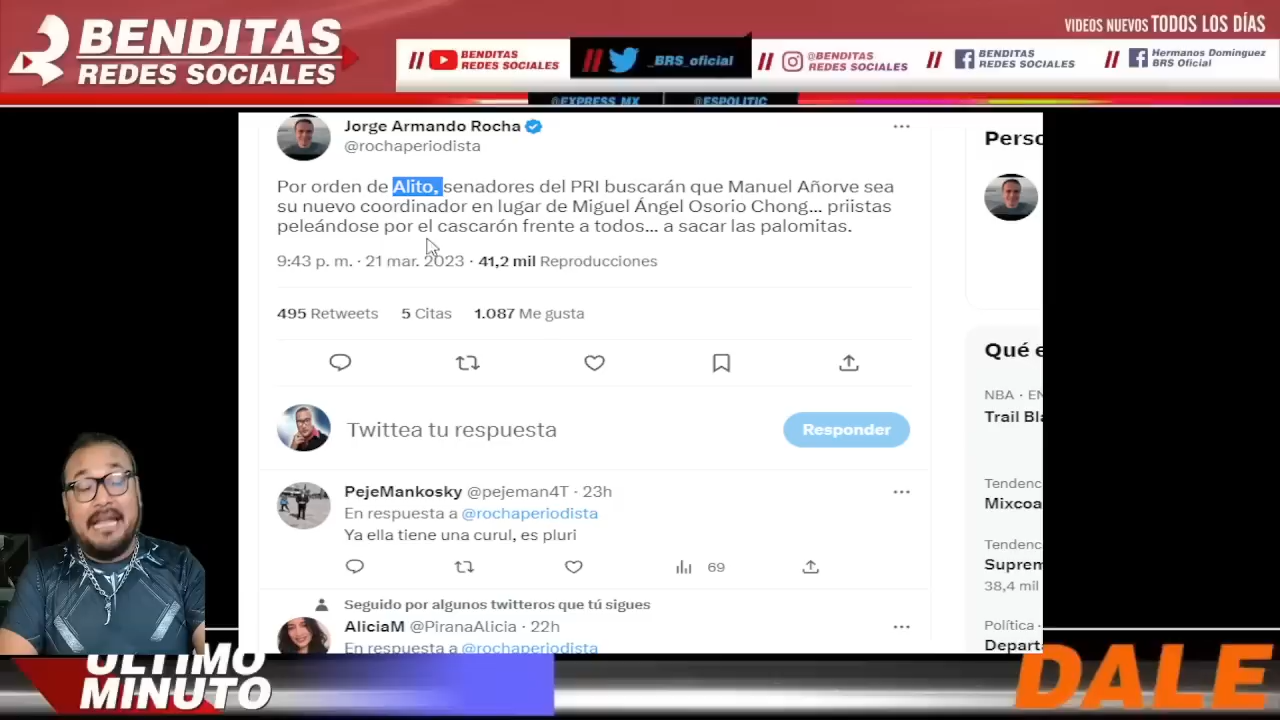 BENDITAS
REDES SOCIALES
VIDEOS NUEVOS TODOS LOS DÍAS
// BENDITAS REDES SOCIALES
// _BRS_oficial
// @BENDITAS REDES SOCIALES
// BENDITAS REDES SOCIALES
// Hermanos Dominguez BRS Oficial
@EXPRESS_MX
@ESPOLITIC
Jorge Armando Rocha
@rochaperiodista
Por orden de Alito, senadores del PRI buscarán que Manuel Añorve sea
su nuevo coordinador en lugar de Miguel Ángel Osorio Chong... priistas
peleándose por el cascarón frente a todos... a sacar las palomitas.
9:43 p. m. · 21 mar. 2023 · 41,2 mil Reproducciones
495 Retweets 5 Citas 1.087 Me gusta
Twittea tu respuesta
Responder
PejeMankosky @pejeman4T · 23h
En respuesta a @rochaperiodista
Ya ella tiene una curul, es pluri
69
Seguido por algunos twitteros que tú sigues
AliciaM @PiranaAlicia · 22h
En respuesta a @rochaperiodista
Perso
Qué e
NBA · EN
Trail Bla
Tendenc
Mixcoa
Tendenc
Suprem
38,4 mil
Política ·
Departa
ÚLTIMO
MINUTO
DALE